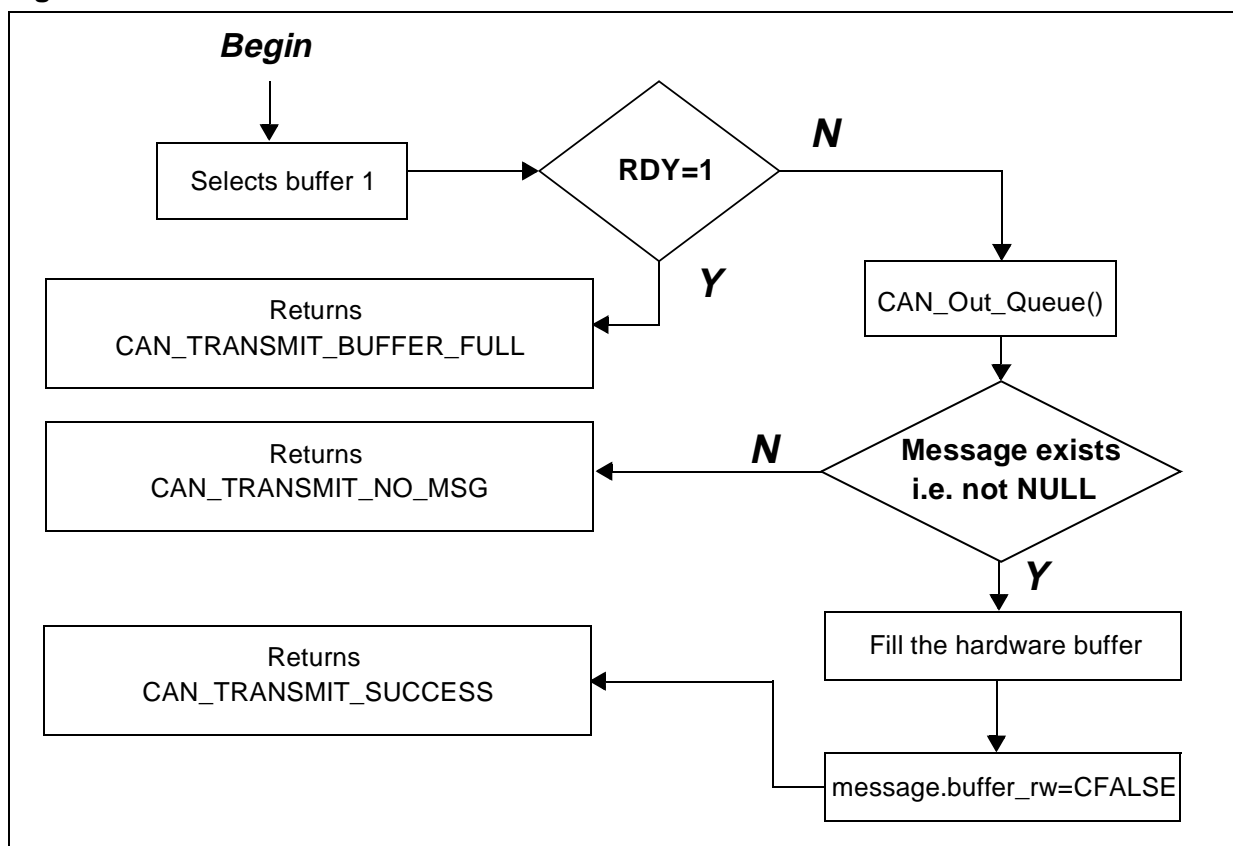 Begin
Selects buffer 1
RDY=1
N
Y
CAN_Out_Queue()
Returns
CAN_TRANSMIT_BUFFER_FULL
Message exists
i.e. not NULL
N
Returns
CAN_TRANSMIT_NO_MSG
Y
Fill the hardware buffer
Returns
CAN_TRANSMIT_SUCCESS
message.buffer_rw=CFALSE